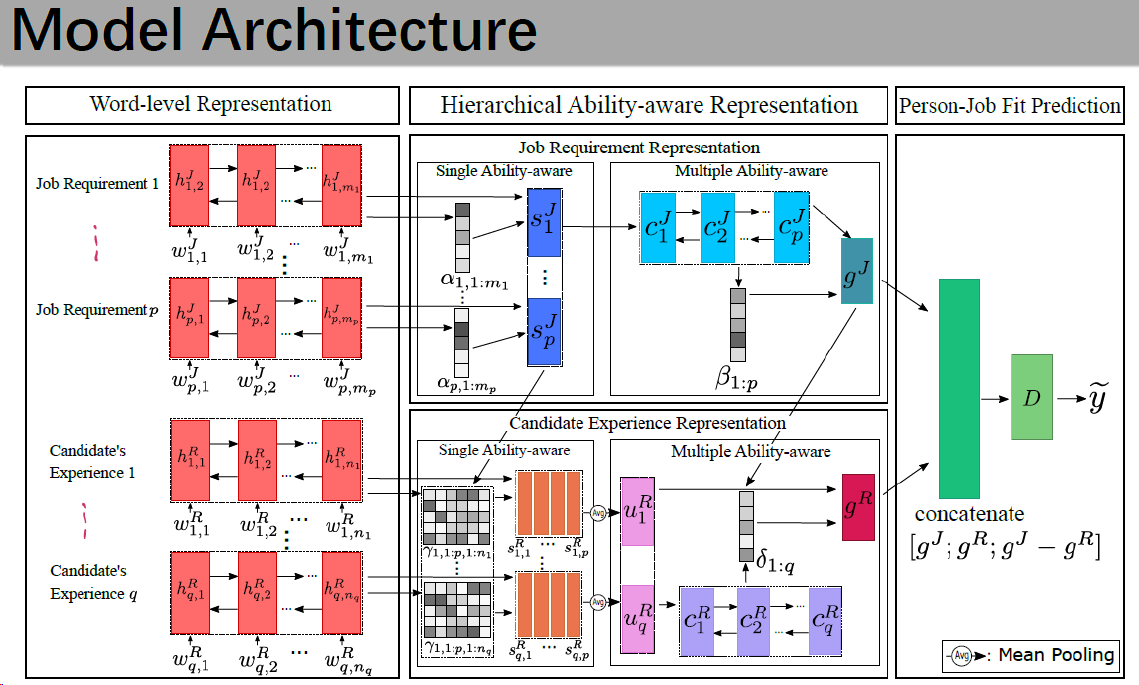 Model Architecture
Word-level Representation
Hierarchical Ability-aware Representation
Person-Job Fit Prediction
Job Requirement Representation
Single Ability-aware
Multiple Ability-aware
Job Requirement 1
h^J_{1,2} h^J_{1,2} ... h^J_{1,m_1}
...
w^J_{1,1} w^J_{1,2} ... w^J_{1,m_1}
⋮
Job Requirement p
h^J_{p,1} h^J_{p,2} ... h^J_{p,m_p}
...
w^J_{p,1} w^J_{p,2} ... w^J_{p,m_p}
α_{1,1:m_1}
⋮
α_{p,1:m_p}
s^J_1
⋮
s^J_p
c^J_1 c^J_2 ... c^J_p
...
β_{1:p}
g^J
Candidate Experience Representation
Single Ability-aware
Multiple Ability-aware
Candidate's
Experience 1
h^R_{1,1} h^R_{1,2} ... h^R_{1,n_1}
...
w^R_{1,1} w^R_{1,2} ... w^R_{1,n_1}
⋮
Candidate's
Experience q
h^R_{q,1} h^R_{q,2} ... h^R_{q,n_q}
...
w^R_{q,1} w^R_{q,2} ... w^R_{q,n_q}
γ_{1,1:p,1:n_1}
⋮
γ_{1,1:p,1:n_q}
s^R_{1,1} ... s^R_{1,p}
⋮
s^R_{q,1} ... s^R_{q,p}
Avg
Avg
u^R_1
u^R_q
δ_{1:q}
c^R_1 c^R_2 ... c^R_q
...
g^R
D
ỹ
concatenate
[g^J; g^R; g^J − g^R]
Avg : Mean Pooling